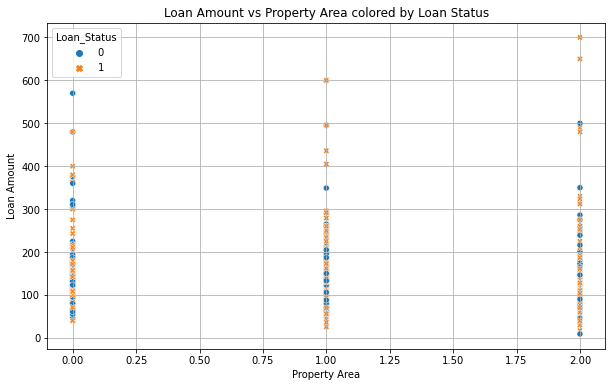 Loan Amount vs Property Area colored by Loan Status
Loan_Status
0
1
700
600
500
400
300
200
100
0
Loan Amount
0.00 0.25 0.50 0.75 1.00 1.25 1.50 1.75 2.00
Property Area